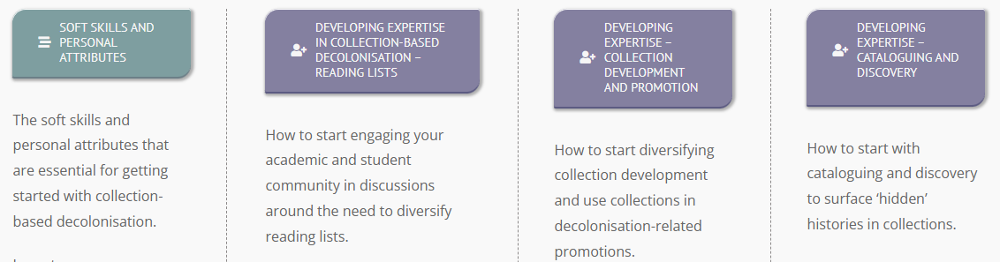 SOFT SKILLS AND
PERSONAL
ATTRIBUTES
The soft skills and
personal attributes that
are essential for getting
started with collection-
based decolonisation.
DEVELOPING EXPERTISE
IN COLLECTION-BASED
DECOLONISATION –
READING LISTS
How to start engaging your
academic and student
community in discussions
around the need to diversify
reading lists.
DEVELOPING
EXPERTISE –
COLLECTION
DEVELOPMENT
AND PROMOTION
How to start diversifying
collection development
and use collections in
decolonisation-related
promotions.
DEVELOPING
EXPERTISE –
CATALOGUING AND
DISCOVERY
How to start with
cataloguing and discovery
to surface ‘hidden’
histories in collections.